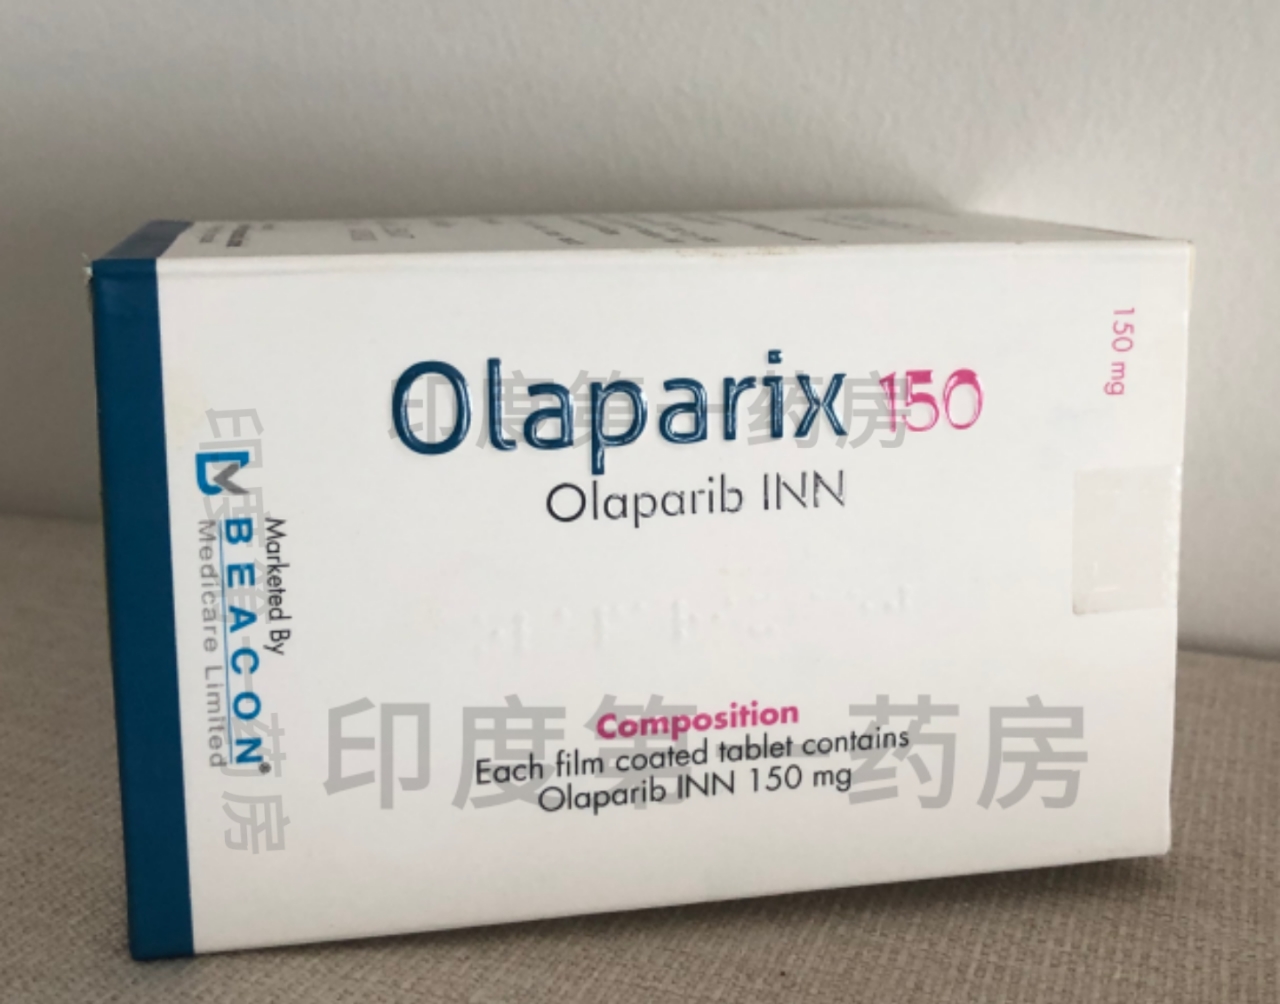 Olaparix 150
Olaparib INN
150 mg
Marketed By
BEACON®
Medicare Limited
Composition
Each film coated tablet contains
Olaparib INN 150 mg
印度第一药房
印度第一药房
印度第一药房